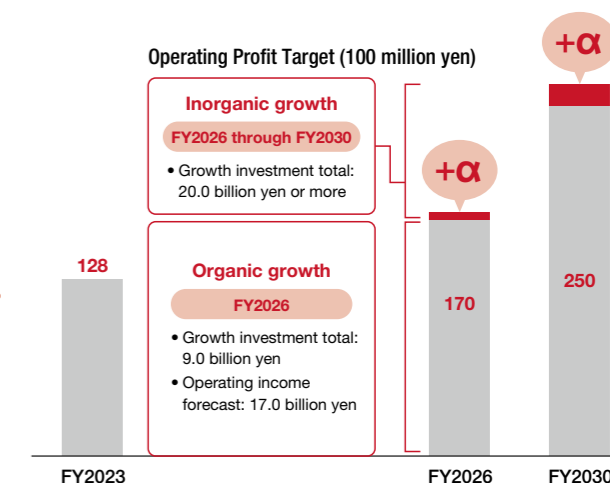 Operating Profit Target (100 million yen)
+α
+α
Inorganic growth
FY2026 through FY2030
• Growth investment total:
20.0 billion yen or more
Organic growth
FY2026
• Growth investment total:
9.0 billion yen
• Operating income
forecast: 17.0 billion yen
128
170
250
FY2023
FY2026
FY2030